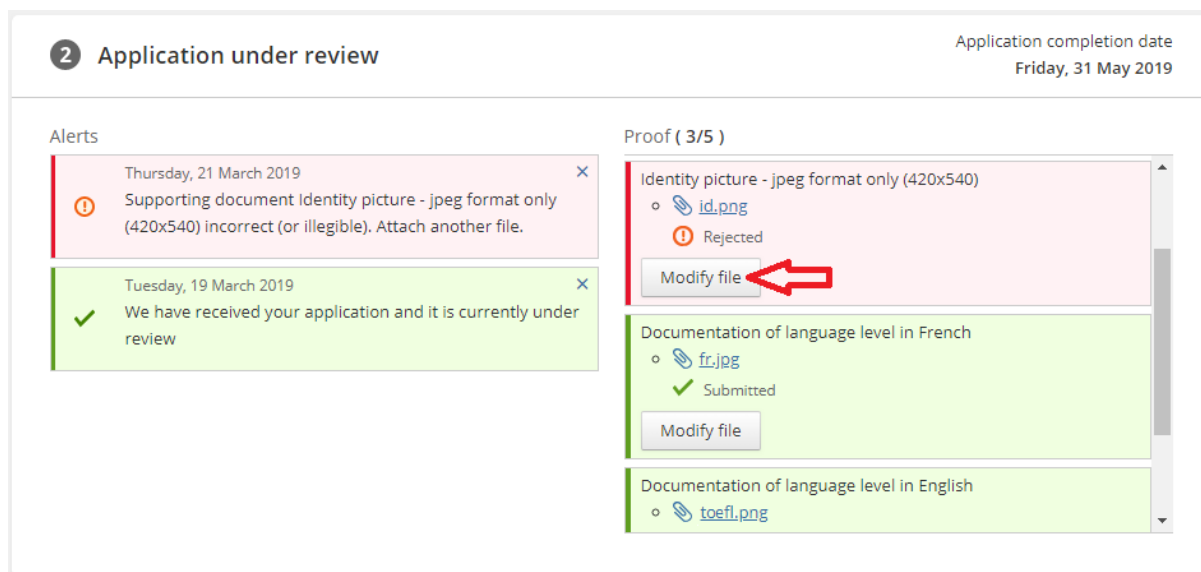 2 Application under review
Application completion date
Friday, 31 May 2019
Alerts
Thursday, 21 March 2019
Supporting document Identity picture - jpeg format only
(420x540) incorrect (or illegible). Attach another file.
Tuesday, 19 March 2019
We have received your application and it is currently under
review
Proof ( 3/5 )
Identity picture - jpeg format only (420x540)
id.png
Rejected
Modify file
Documentation of language level in French
fr.jpg
Submitted
Modify file
Documentation of language level in English
toefl.png